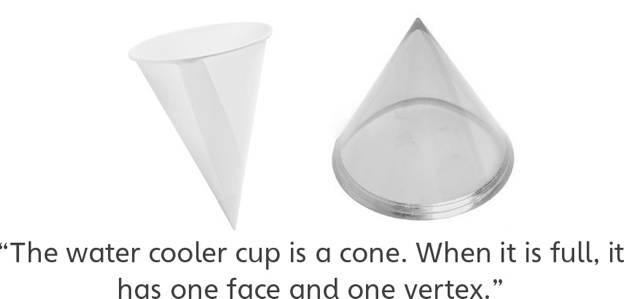 “The water cooler cup is a cone. When it is full, it
has one face and one vertex.”